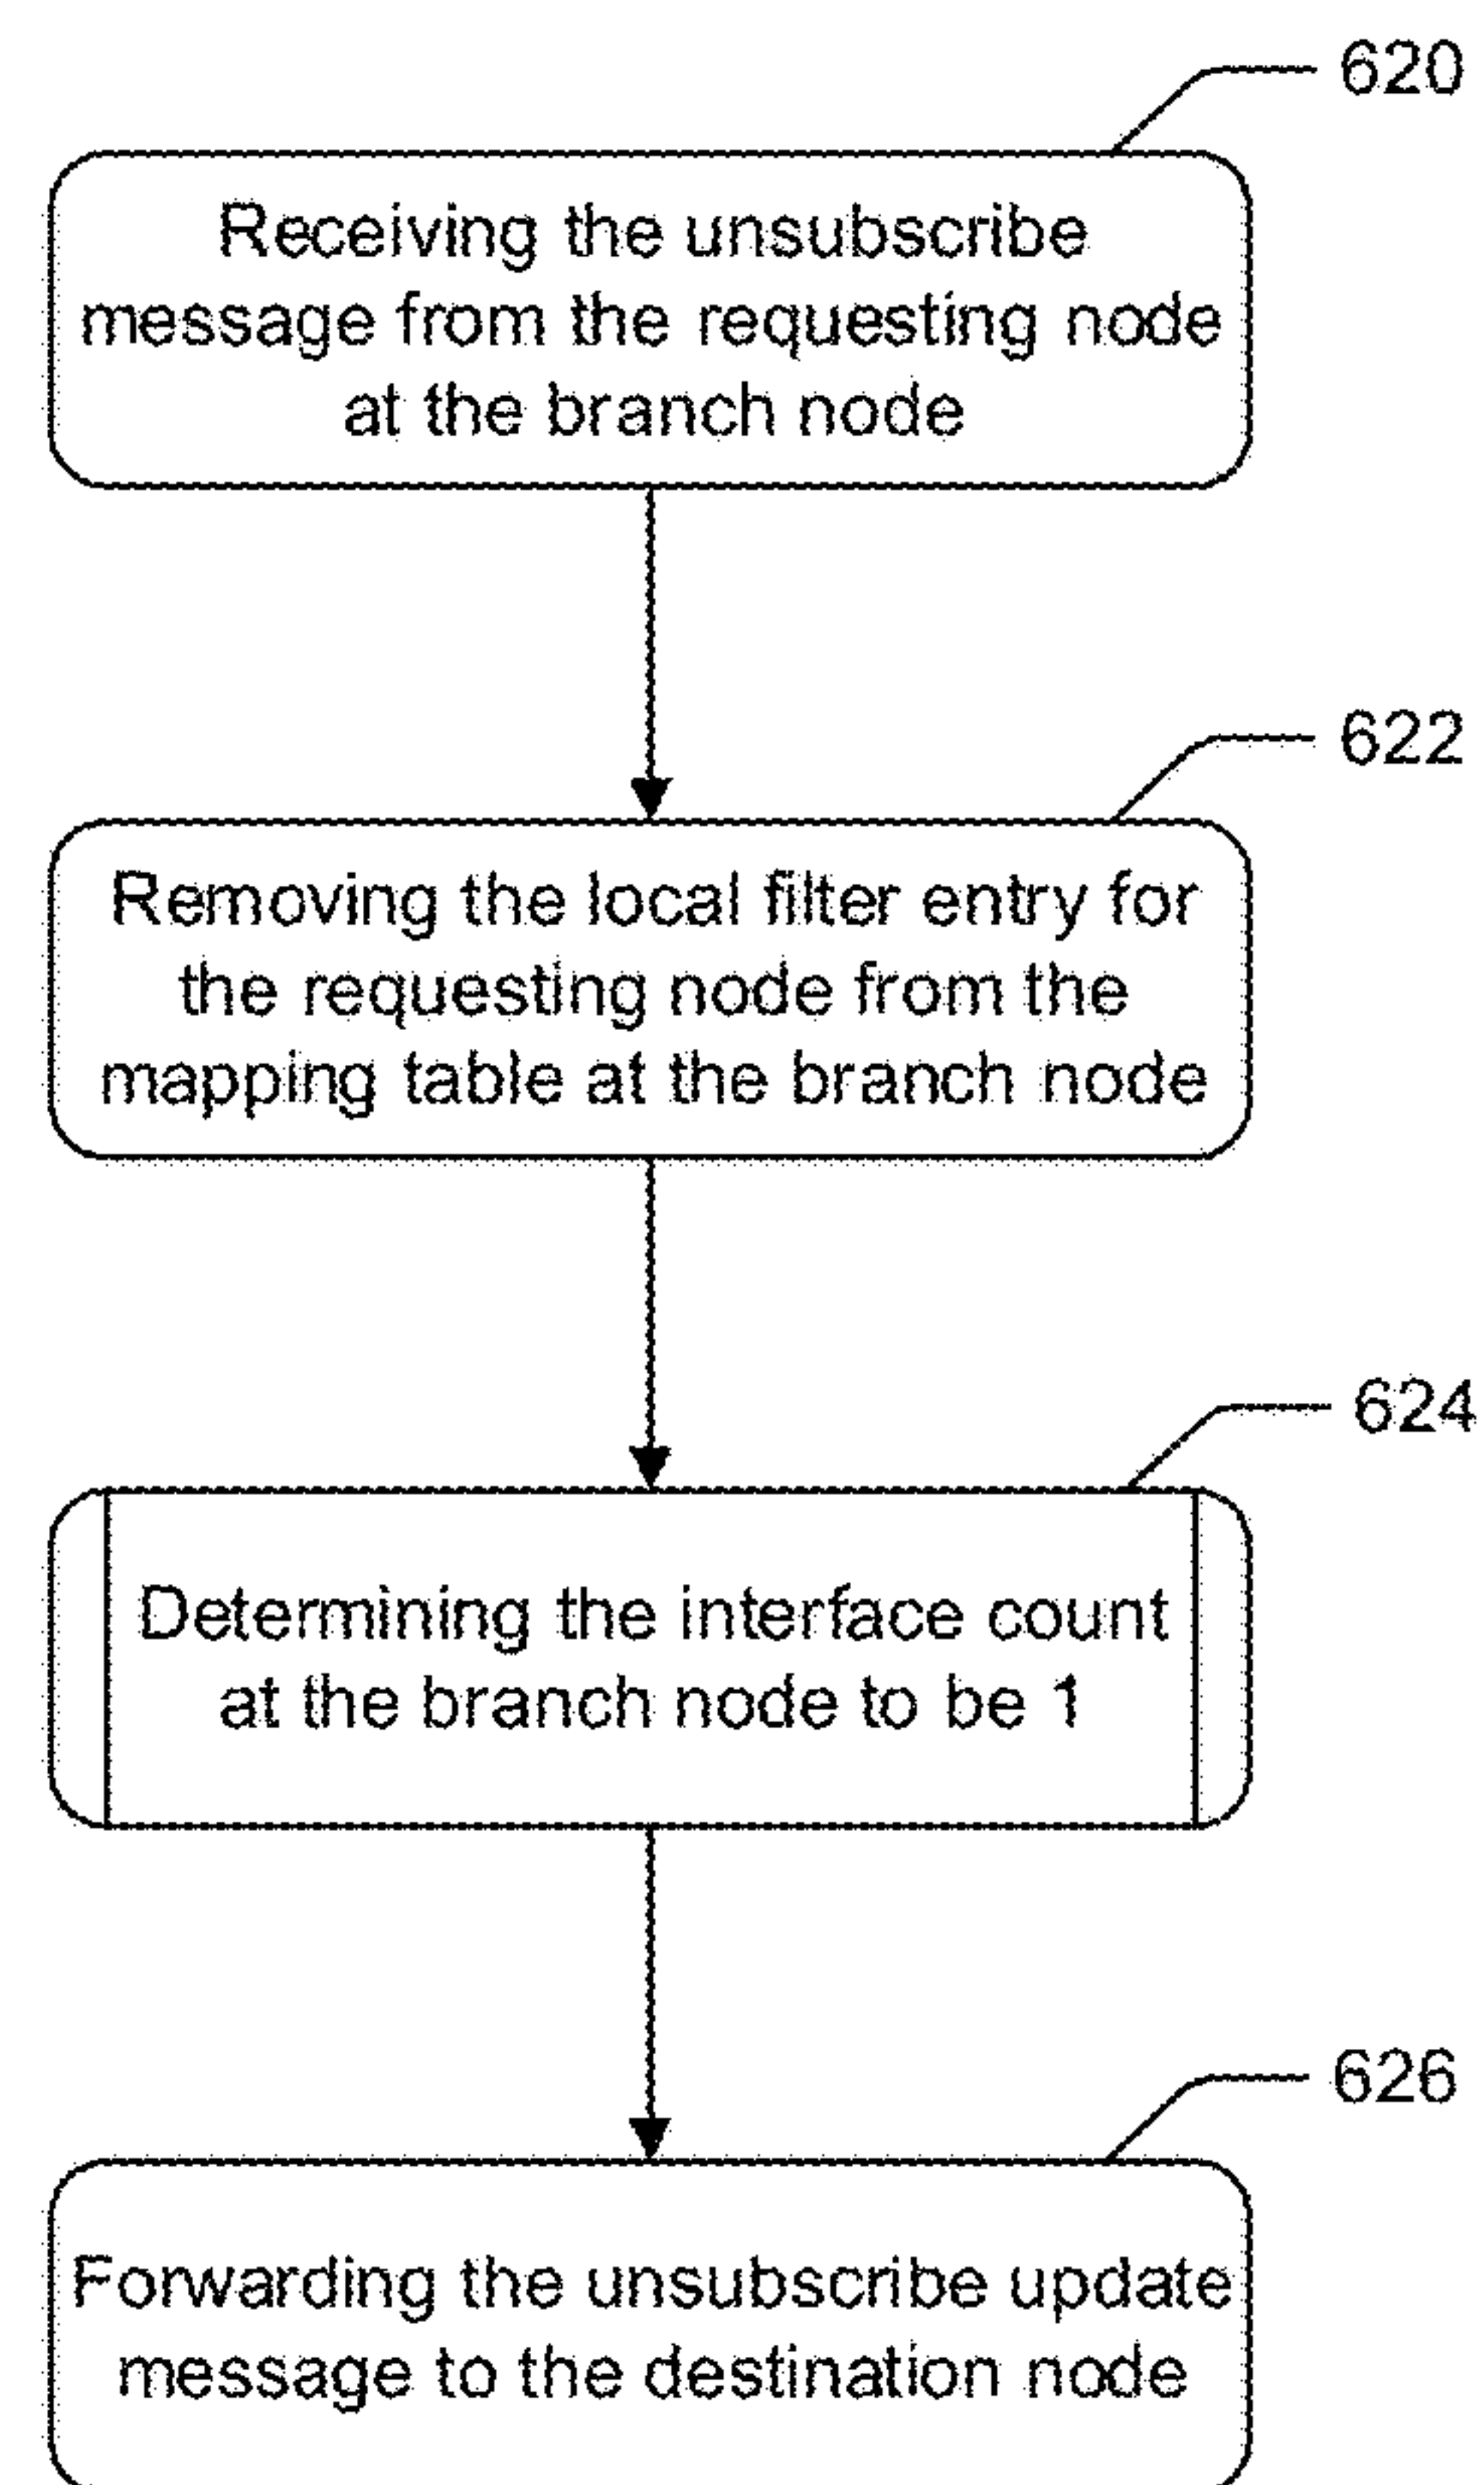 620
Receiving the unsubscribe
message from the requesting node
at the branch node
622
Removing the local filter entry for
the requesting node from the
mapping table at the branch node
624
Determining the interface count
at the branch node to be 1
626
Forwarding the unsubscribe update
message to the destination node